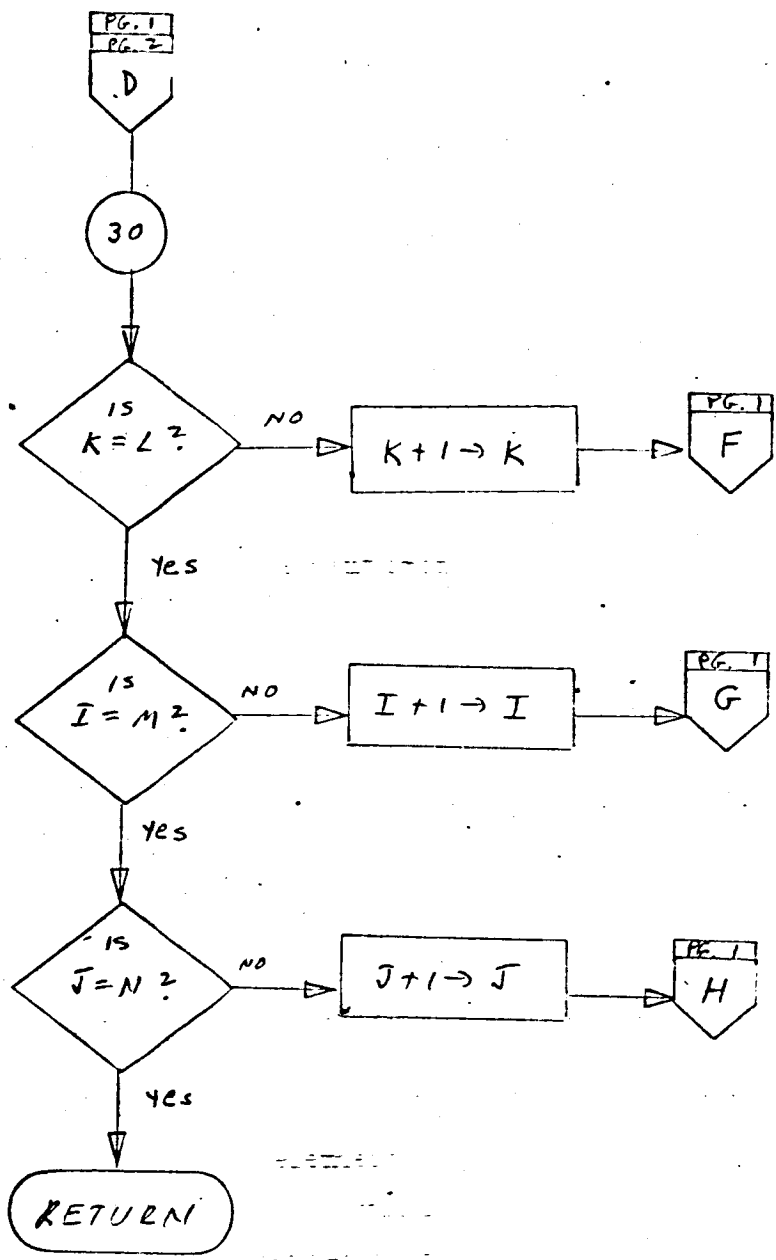 PG. 1
PG. 2
D
30
IS
K = L ?
NO
K + 1 → K
PG. 1
F
Yes
IS
I = M ?
NO
I + 1 → I
PG. 1
G
Yes
IS
J = N ?
NO
J + 1 → J
PG. 1
H
Yes
RETURN